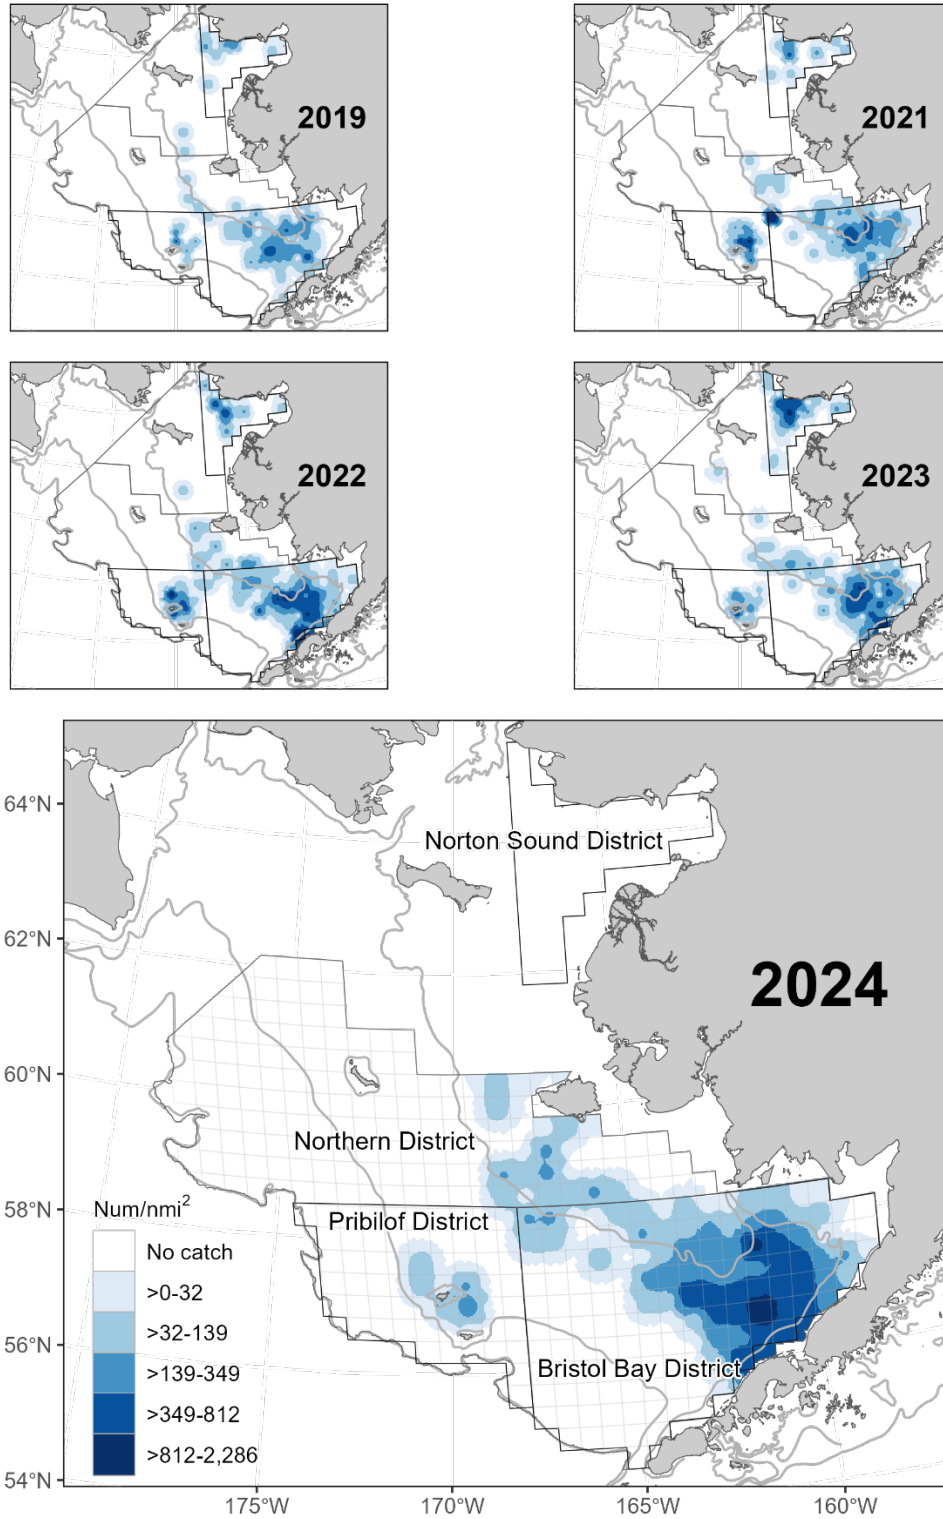 2019
2021
2022
2023
64°N
Norton Sound District
62°N
2024
60°N
Northern District
58°N
Num/nmi²
Pribilof District
No catch
>0-32
>32-139
56°N
>139-349
Bristol Bay District
>349-812
>812-2,286
54°N
175°W
170°W
165°W
160°W